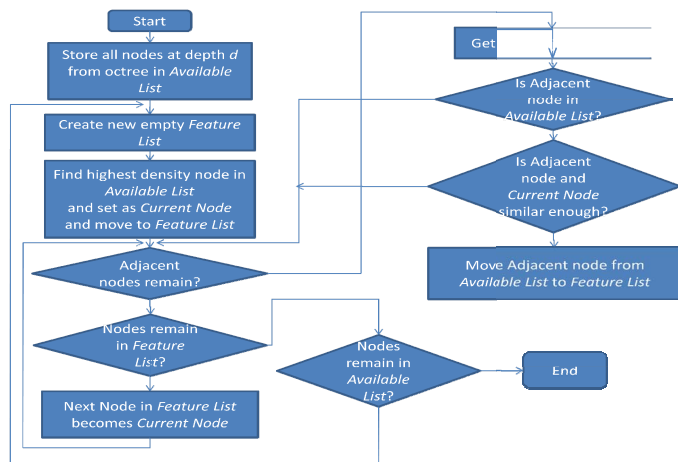 Start
Store all nodes at depth d
from octree in Available
List
Create new empty Feature
List
Find highest density node in
Available List
and set as Current Node
and move to Feature List
Adjacent
nodes remain?
Nodes remain
in Feature
List?
Next Node in Feature List
becomes Current Node
Get
Is Adjacent
node in
Available List?
Is Adjacent
node and
Current Node
similar enough?
Move Adjacent node from
Available List to Feature List
Nodes
remain in
Available
List?
End